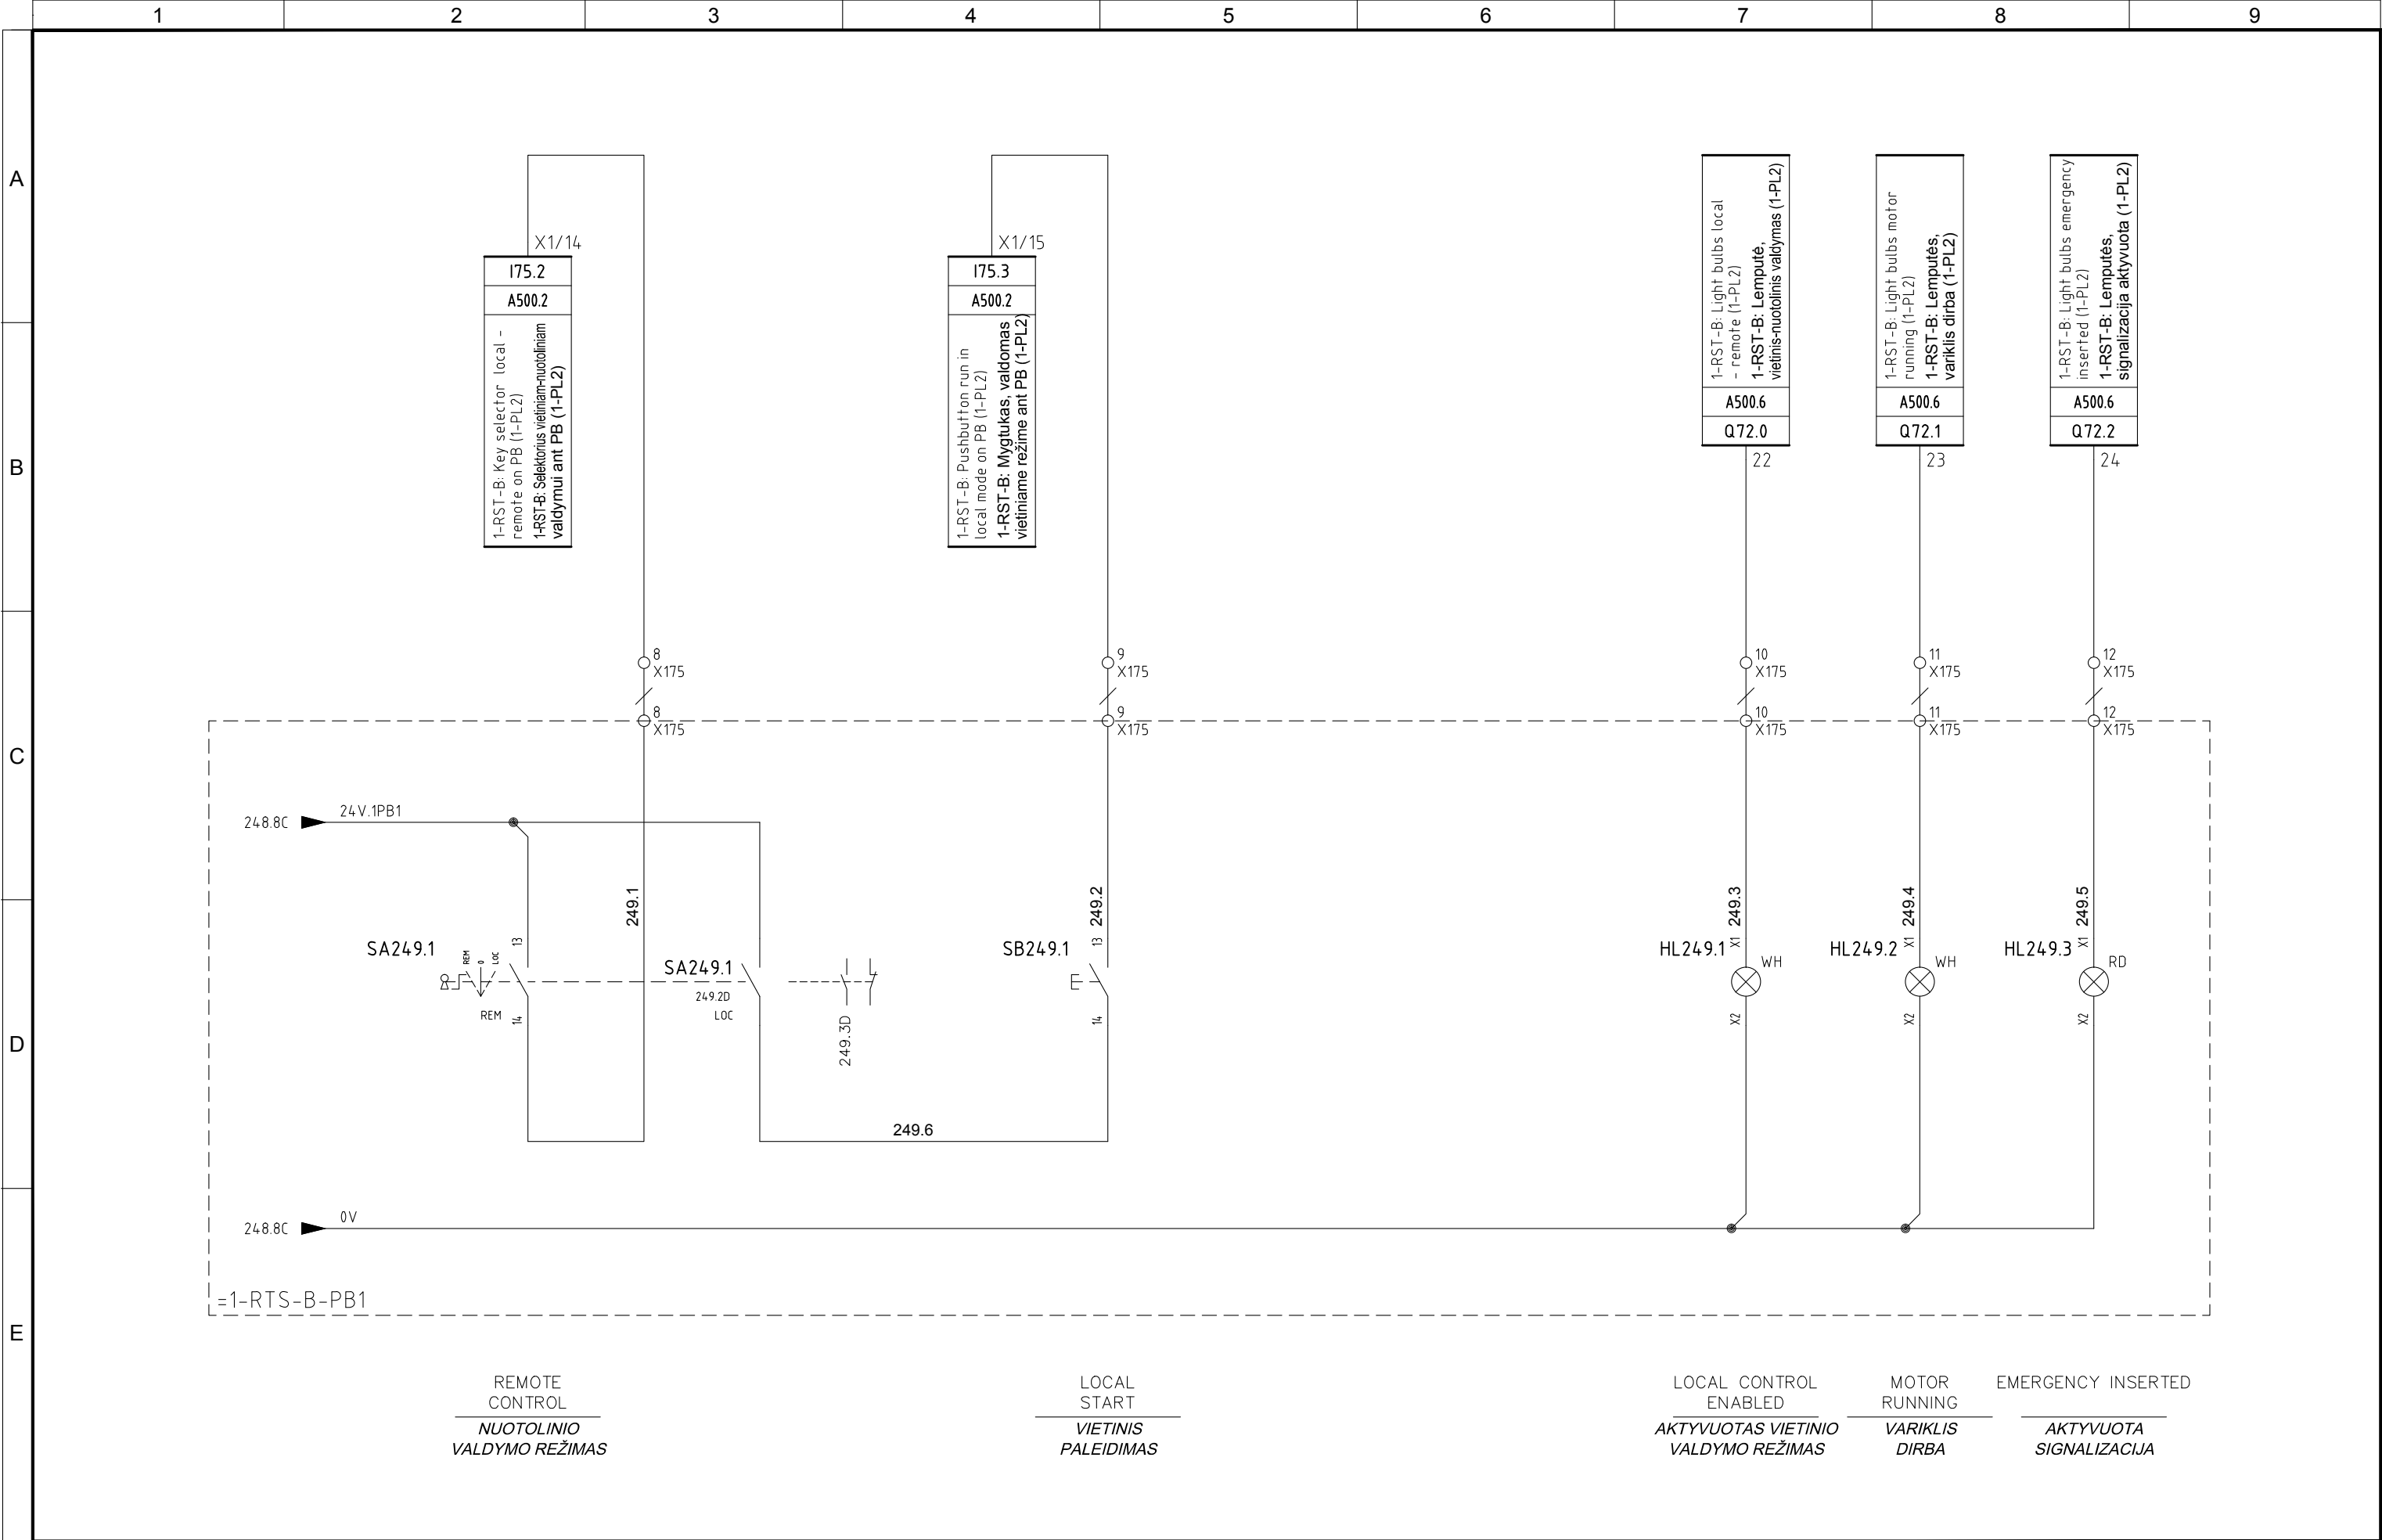 1 2 3 4 5 6 7 8 9
A
B
C
D
E
X1/14
I75.2
A500.2
1-RST-B: Key selector local -
remote on PB (1-PL2)
1-RST-B: Selektorius vietiniam-nuotoliniam
valdymui ant PB (1-PL2)
X1/15
I75.3
A500.2
1-RST-B: Pushbutton run in
local mode on PB (1-PL2)
1-RST-B: Mygtukas, valdomas
vietiniame režime ant PB (1-PL2)
1-RST-B: Light bulbs local
- remote (1-PL2)
1-RST-B: Lemputė,
vietinis-nuotolinis valdymas (1-PL2)
A500.6
Q72.0
22
1-RST-B: Light bulbs motor
running (1-PL2)
1-RST-B: Lemputės,
variklis dirba (1-PL2)
A500.6
Q72.1
23
1-RST-B: Light bulbs emergency
inserted (1-PL2)
1-RST-B: Lemputės,
signalizacija aktyvuota (1-PL2)
A500.6
Q72.2
24
8
X175
9
X175
10
X175
11
X175
12
X175
8
X175
9
X175
10
X175
11
X175
12
X175
248.8C
24V.1PB1
249.1
249.2
249.3
249.4
249.5
SA249.1
REM
0
LOC
13
REM
14
SA249.1
249.2D
LOC
249.3D
SB249.1
13
14
HL249.1
X1
WH
X2
HL249.2
X1
WH
X2
HL249.3
X1
RD
X2
249.6
248.8C
0V
=1-RTS-B-PB1
REMOTE
CONTROL
NUOTOLINIO
VALDYMO REŽIMAS
LOCAL
START
VIETINIS
PALEIDIMAS
LOCAL CONTROL
ENABLED
AKTYVUOTAS VIETINIO
VALDYMO REŽIMAS
MOTOR
RUNNING
VARIKLIS
DIRBA
EMERGENCY INSERTED
AKTYVUOTA
SIGNALIZACIJA